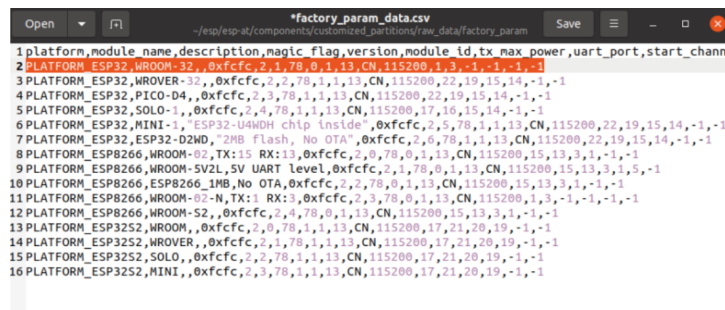 Open
*factory_param_data.csv
~/esp/esp-at/components/customized_partitions/raw_data/factory_param
Save
1 platform,module_name,description,magic_flag,version,module_id,tx_max_power,uart_port,start_chann
2 PLATFORM_ESP32,WROOM-32,,0xfcfc,2,1,78,0,1,13,CN,115200,1,3,-1,-1,-1,-1
3 PLATFORM_ESP32,WROVER-32,,0xfcfc,2,2,78,1,1,13,CN,115200,22,19,15,14,-1,-1
4 PLATFORM_ESP32,PICO-D4,,0xfcfc,2,3,78,1,1,13,CN,115200,22,19,15,14,-1,-1
5 PLATFORM_ESP32,SOLO-1,,0xfcfc,2,4,78,1,1,13,CN,115200,17,16,15,14,-1,-1
6 PLATFORM_ESP32,MINI-1,"ESP32-U4WDH chip inside",0xfcfc,2,5,78,1,1,13,CN,115200,22,19,15,14,-1,-1
7 PLATFORM_ESP32,ESP32-D2WD,"2MB flash, No OTA",0xfcfc,2,6,78,1,1,13,CN,115200,22,19,15,14,-1,-1
8 PLATFORM_ESP8266,WROOM-02,TX:15 RX:13,0xfcfc,2,0,78,0,1,13,CN,115200,15,13,3,1,-1,-1
9 PLATFORM_ESP8266,WROOM-5V2L,5V UART level,0xfcfc,2,1,78,0,1,13,CN,115200,15,13,3,1,5,-1
10 PLATFORM_ESP8266,ESP8266_1MB,No OTA,0xfcfc,2,2,78,0,1,13,CN,115200,15,13,3,1,-1,-1
11 PLATFORM_ESP8266,WROOM-02-N,TX:1 RX:3,0xfcfc,2,3,78,0,1,13,CN,115200,1,3,-1,-1,-1,-1
12 PLATFORM_ESP8266,WROOM-S2,,0xfcfc,2,4,78,0,1,13,CN,115200,15,13,3,1,-1,-1
13 PLATFORM_ESP32S2,WROOM,,0xfcfc,2,0,78,1,1,13,CN,115200,17,21,20,19,-1,-1
14 PLATFORM_ESP32S2,WROVER,,0xfcfc,2,1,78,1,1,13,CN,115200,17,21,20,19,-1,-1
15 PLATFORM_ESP32S2,SOLO,,0xfcfc,2,2,78,1,1,13,CN,115200,17,21,20,19,-1,-1
16 PLATFORM_ESP32S2,MINI,,0xfcfc,2,3,78,1,1,13,CN,115200,17,21,20,19,-1,-1